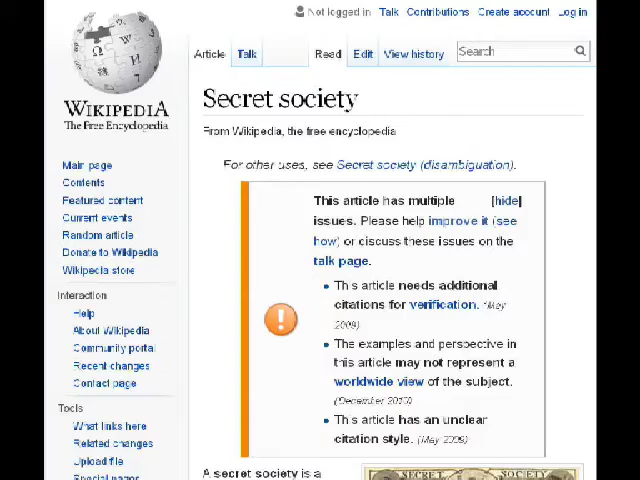 Not logged in Talk Contributions Create account Log in
Article Talk Read Edit View history Search
WIKIPEDIA
The Free Encyclopedia
Secret society
From Wikipedia, the free encyclopedia
For other uses, see Secret society (disambiguation).
Main page
Contents
Featured content
Current events
Random article
Donate to Wikipedia
Wikipedia store
Interaction
Help
About Wikipedia
Community portal
Recent changes
Contact page
Tools
What links here
Related changes
Upload file
Special pages
This article has multiple [hide]
issues. Please help improve it (see
how) or discuss these issues on the
talk page.
This article needs additional
citations for verification. (May
2009)
The examples and perspective in
this article may not represent a
worldwide view of the subject.
(December 2010)
This article has an unclear
citation style. (May 2009)
A secret society is a
SECRET SOCIETY